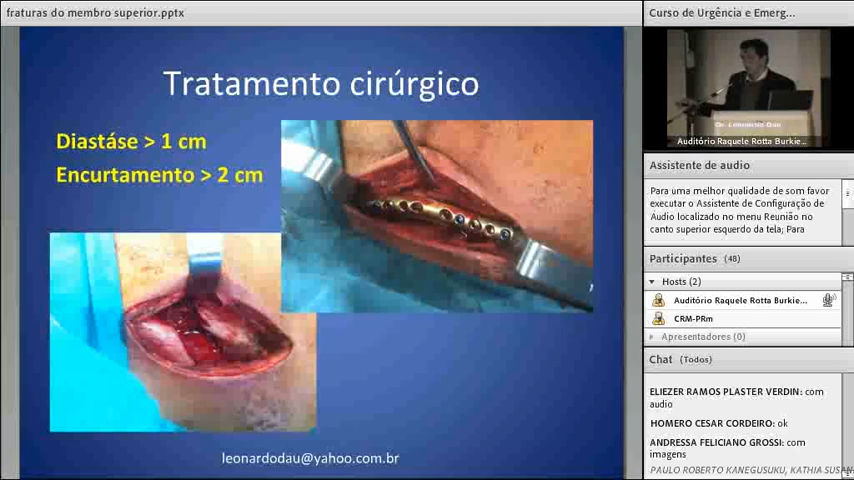 fraturas do membro superior.pptx
Tratamento cirúrgico
Diastáse > 1 cm
Encurtamento > 2 cm
leonardodau@yahoo.com.br
Curso de Urgência e Emerg...
Dr. Leonardo Dau
Auditório Raquele Rotta Burkie...
Assistente de audio
Para uma melhor qualidade de som favor
executar o Assistente de Configuração de
Audio localizado no menu Reunião no
canto superior esquerdo da tela; Para
Participantes (48)
Hosts (2)
Auditório Raquele Rotta Burkie...
CRM-PRm
Apresentadores (0)
Chat (Todos)
ELIEZER RAMOS PLASTER VERDIN: com
audio
HOMERO CESAR CORDEIRO: ok
ANDRESSA FELICIANO GROSSI: com
imagens
PAULO ROBERTO KANEGUSUKU, KATHIA SUSAN